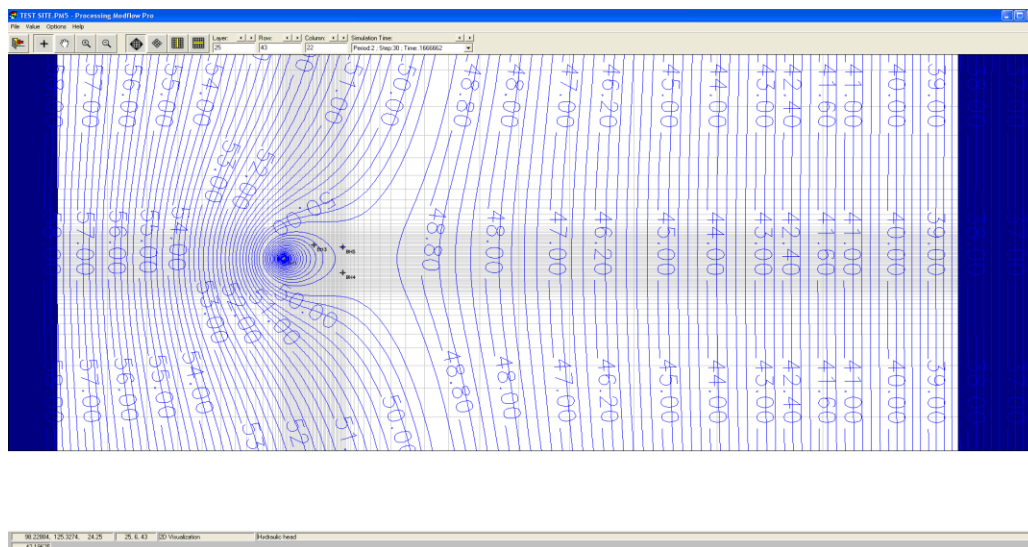 TEST SITE.PM5 - Processing Modflow Pro
File Value Options Help
Layer: Row: Column: Simulation Time:
25 43 22 Period 2 ; Step:30 ; Time: 1666662
57.00 56.00 55.00 54.00 51.00 50.00 48.80 48.00 47.00 46.20 45.00 44.00 43.00 42.40 41.60 41.00 40.00 39.00
53.00 52.00
57.00 56.00 55.00 54.00 48.80 48.00 47.00 46.20 45.00 44.00 43.00 42.40 41.60 41.00 40.00 39.00
BH5
BH4
53.00 52.00 51.00
57.00 56.00 55.00 54.00 48.80 48.00 47.00 46.20 45.00 44.00 43.00 42.40 41.60 41.00 40.00 39.00
53 52 51 50.00
98.22884, 125.3274, 24.25 25, 6, 43 2D Visualization Hydraulic head